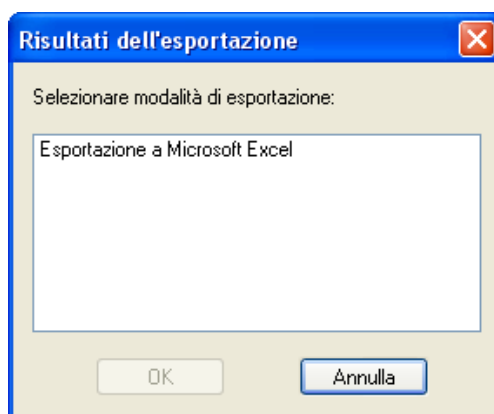 Risultati dell'esportazione
Selezionare modalità di esportazione:
Esportazione a Microsoft Excel
OK Annulla